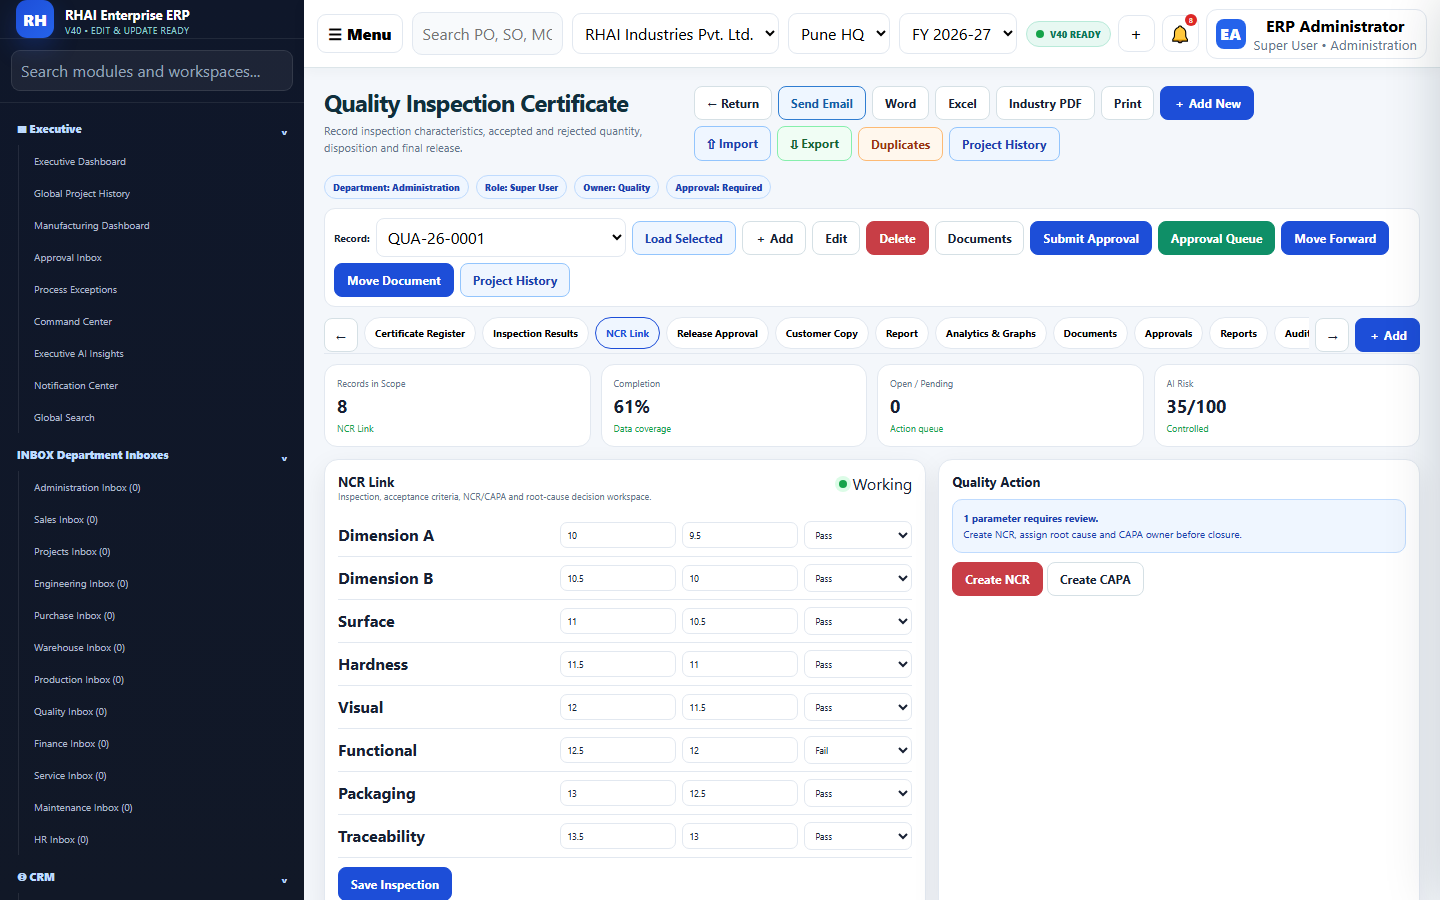 RH
RHAI Enterprise ERP
V40 • EDIT & UPDATE READY
Search modules and workspaces...
Executive
Executive Dashboard
Global Project History
Manufacturing Dashboard
Approval Inbox
Process Exceptions
Command Center
Executive AI Insights
Notification Center
Global Search
INBOX Department Inboxes
Administration Inbox (0)
Sales Inbox (0)
Projects Inbox (0)
Engineering Inbox (0)
Purchase Inbox (0)
Warehouse Inbox (0)
Production Inbox (0)
Quality Inbox (0)
Finance Inbox (0)
Service Inbox (0)
Maintenance Inbox (0)
HR Inbox (0)
CRM
☰ Menu
Search PO, SO, MO
RHAI Industries Pvt. Ltd.
Pune HQ
FY 2026-27
V40 READY
+
8
EA
ERP Administrator
Super User • Administration
Quality Inspection Certificate
Record inspection characteristics, accepted and rejected quantity,
disposition and final release.
← Return
Send Email
Word
Excel
Industry PDF
Print
+ Add New
⇧ Import
⇩ Export
Duplicates
Project History
Department: Administration
Role: Super User
Owner: Quality
Approval: Required
Record:
QUA-26-0001
Load Selected
+ Add
Edit
Delete
Documents
Submit Approval
Approval Queue
Move Forward
Move Document
Project History
←
Certificate Register
Inspection Results
NCR Link
Release Approval
Customer Copy
Report
Analytics & Graphs
Documents
Approvals
Reports
Audit
→
+ Add
Records in Scope
8
NCR Link
Completion
61%
Data coverage
Open / Pending
0
Action queue
AI Risk
35/100
Controlled
NCR Link
Inspection, acceptance criteria, NCR/CAPA and root-cause decision workspace.
Working
Dimension A 10 9.5 Pass
Dimension B 10.5 10 Pass
Surface 11 10.5 Pass
Hardness 11.5 11 Pass
Visual 12 11.5 Pass
Functional 12.5 12 Fail
Packaging 13 12.5 Pass
Traceability 13.5 13 Pass
Save Inspection
Quality Action
1 parameter requires review.
Create NCR, assign root cause and CAPA owner before closure.
Create NCR
Create CAPA